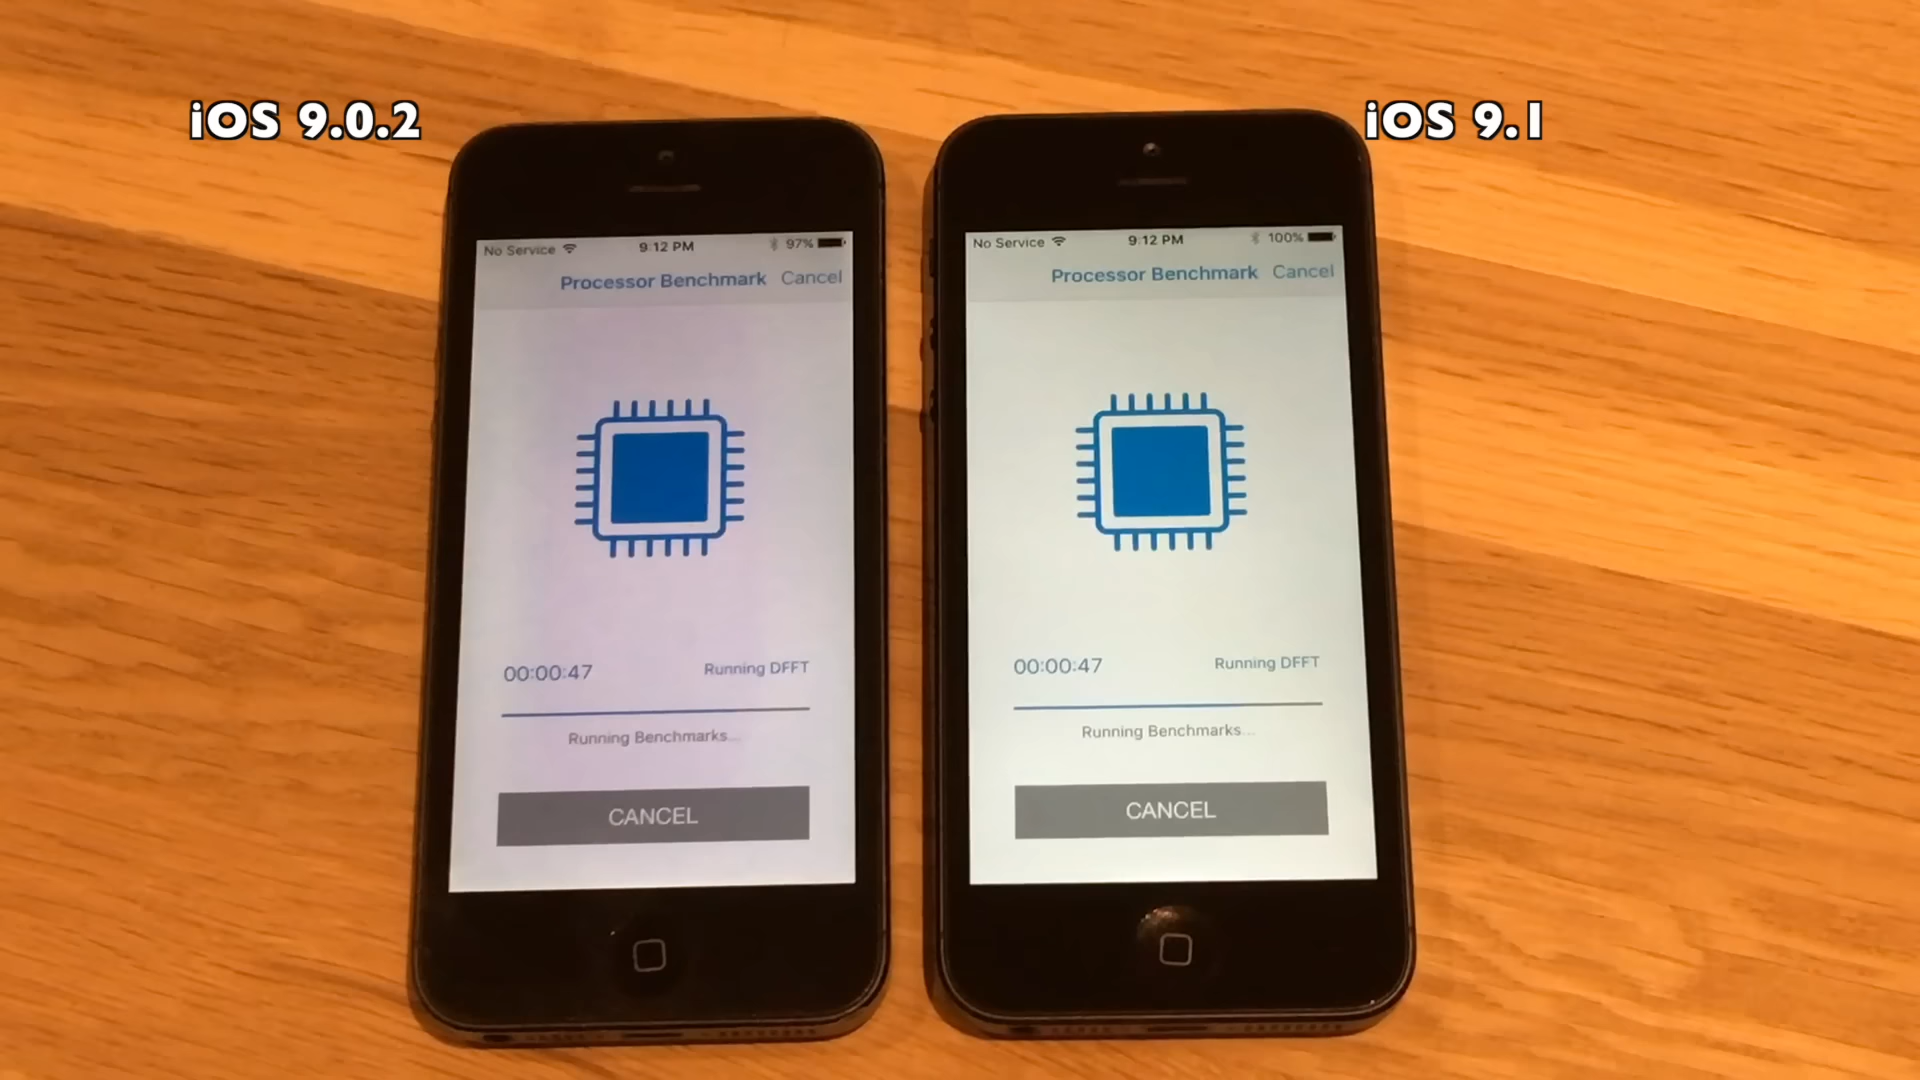 iOS 9.0.2
iOS 9.1
No Service 9:12 PM 97%
Processor Benchmark Cancel
00:00:47 Running DFFT
Running Benchmarks...
CANCEL
No Service 9:12 PM 100%
Processor Benchmark Cancel
00:00:47 Running DFFT
Running Benchmarks...
CANCEL